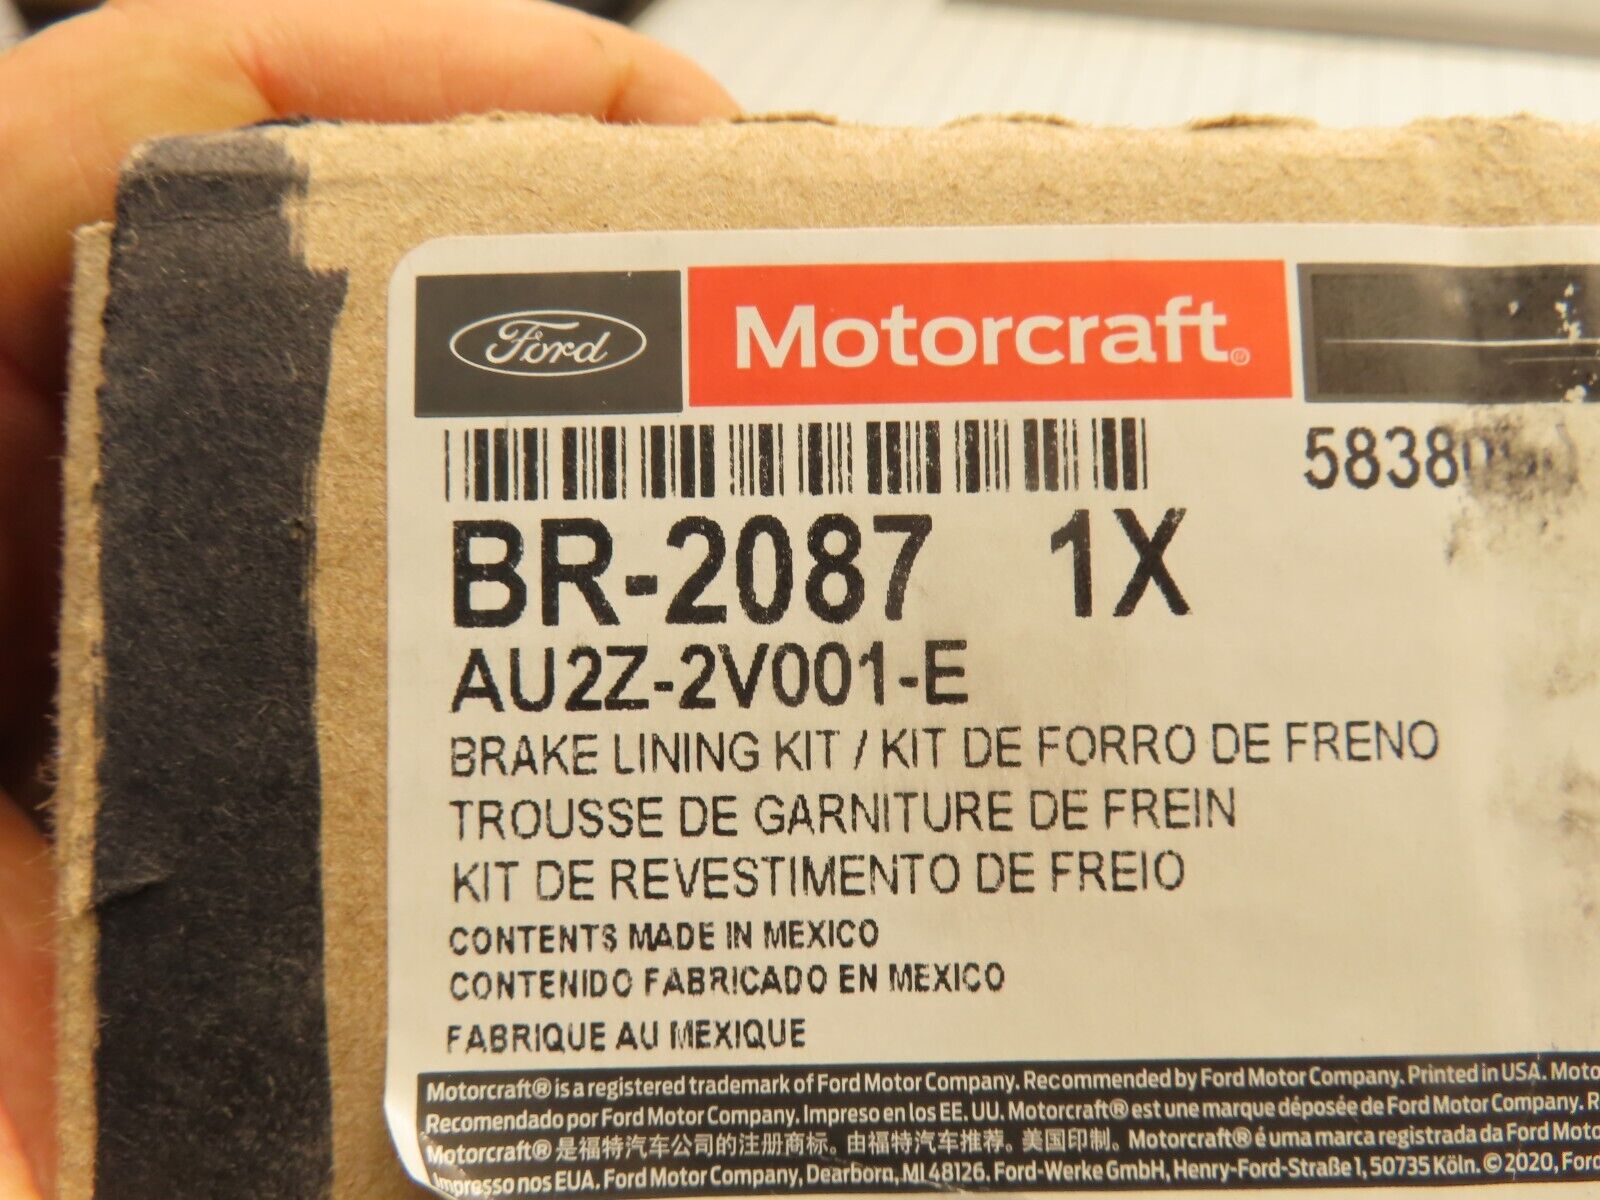 Ford
Motorcraft®
BR-2087 1X
AU2Z-2V001-E
BRAKE LINING KIT / KIT DE FORRO DE FRENO
TROUSSE DE GARNITURE DE FREIN
KIT DE REVESTIMENTO DE FREIO
CONTENTS MADE IN MEXICO
CONTENIDO FABRICADO EN MEXICO
FABRIQUE AU MEXIQUE
Motorcraft® is a registered trademark of Ford Motor Company. Recommended by Ford Motor Company. Printed in USA.
Recomendado por Ford Motor Company. Impreso en los EE. UU. Motorcraft® est une marque déposée de Ford Motor Company.
Motorcraft® 是福特汽车公司的注册商标。由福特汽车推荐。美国印制。 Motorcraft® é uma marca registrada da Ford
Impresso nos EUA. Ford Motor Company, Dearborn, MI 48126. Ford-Werke GmbH, Henry-Ford-Straße 1, 50735 Köln. © 2020,